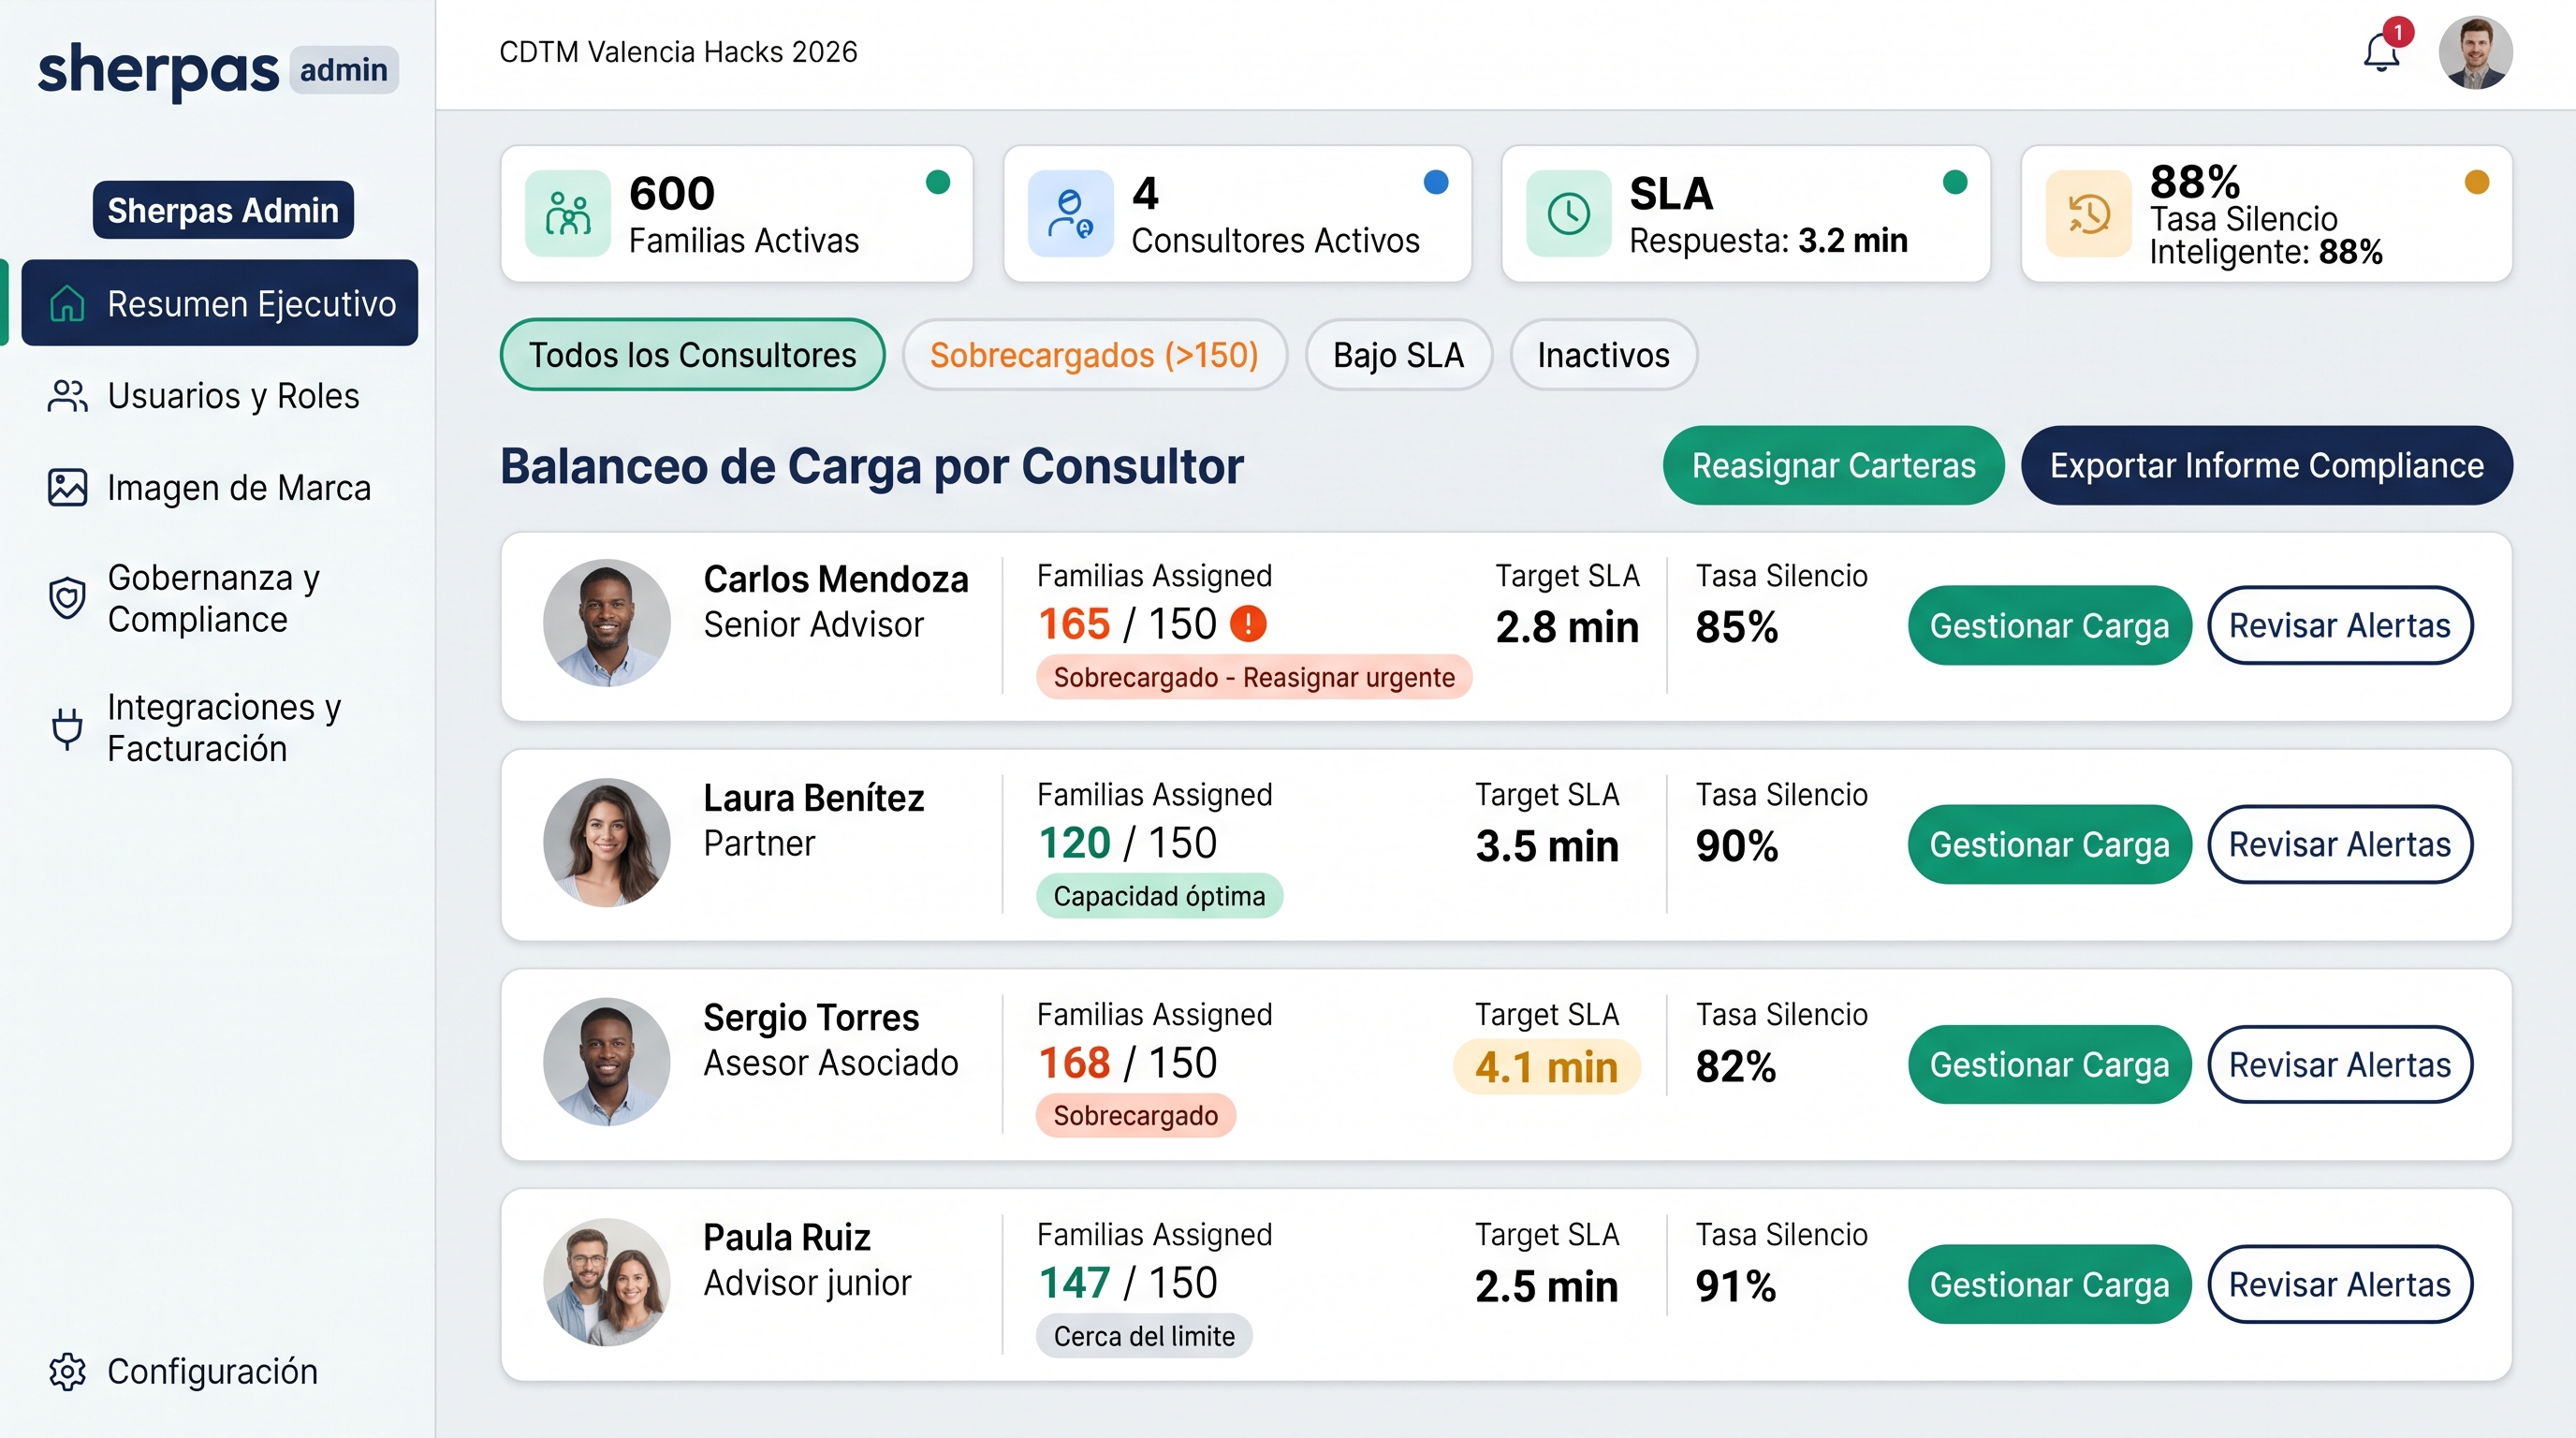 sherpas admin
Sherpas Admin
Resumen Ejecutivo
Usuarios y Roles
Imagen de Marca
Gobernanza y
Compliance
Integraciones y
Facturación
Configuración
CDTM Valencia Hacks 2026
1
600
Familias Activas
4
Consultores Activos
SLA
Respuesta: 3.2 min
88%
Tasa Silencio
Inteligente: 88%
Todos los Consultores
Sobrecargados (>150)
Bajo SLA
Inactivos
Balanceo de Carga por Consultor
Reasignar Carteras
Exportar Informe Compliance
Carlos Mendoza
Senior Advisor
Familias Assigned
165 / 150 !
Sobrecargado - Reasignar urgente
Target SLA
2.8 min
Tasa Silencio
85%
Gestionar Carga
Revisar Alertas
Laura Benítez
Partner
Familias Assigned
120 / 150
Capacidad óptima
Target SLA
3.5 min
Tasa Silencio
90%
Gestionar Carga
Revisar Alertas
Sergio Torres
Asesor Asociado
Familias Assigned
168 / 150
Sobrecargado
Target SLA
4.1 min
Tasa Silencio
82%
Gestionar Carga
Revisar Alertas
Paula Ruiz
Advisor junior
Familias Assigned
147 / 150
Cerca del limite
Target SLA
2.5 min
Tasa Silencio
91%
Gestionar Carga
Revisar Alertas